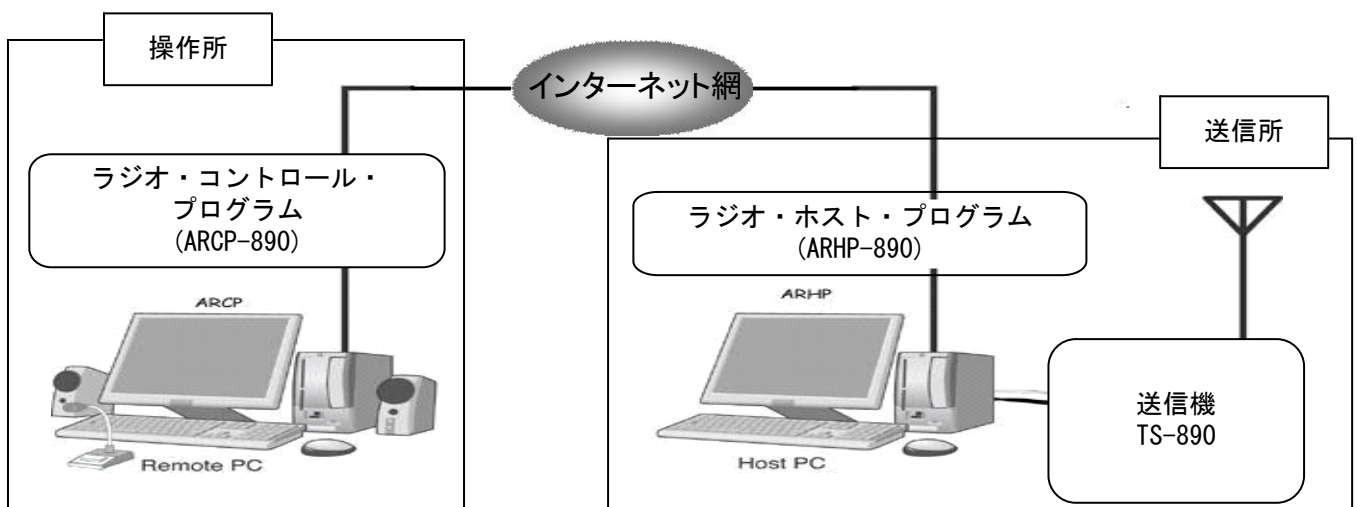 操作所
インターネット網
送信所
ラジオ・コントロール・
プログラム
(ARCP-890)
ラジオ・ホスト・プログラム
(ARHP-890)
ARCP
Remote PC
ARHP
Host PC
送信機
TS-890